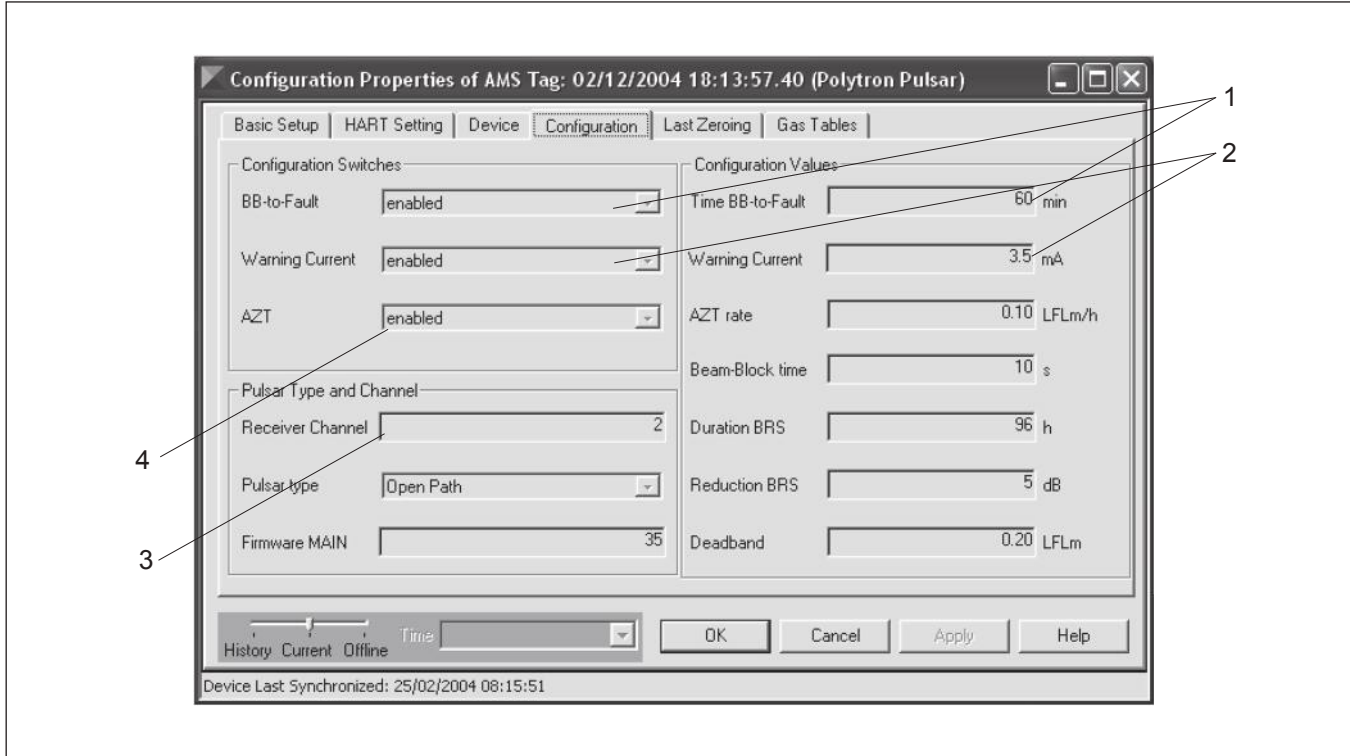 Configuration Properties of AMS Tag: 02/12/2004 18:13:57.40 (Polytron Pulsar)
1
Basic Setup HART Setting Device Configuration Last Zeroing Gas Tables
2
Configuration Switches
BB-to-Fault enabled
Warning Current enabled
AZT enabled
Pulsar Type and Channel
Receiver Channel 2
4
Pulsar type Open Path
Firmware MAIN 35
3
Configuration Values
Time BB-to-Fault 60 min
Warning Current 3.5 mA
AZT rate 0.10 LFLm/h
Beam-Block time 10 s
Duration BRS 96 h
Reduction BRS 5 dB
Deadband 0.20 LFLm
History Current Offline Time OK Cancel Apply Help
Device Last Synchronized: 25/02/2004 08:15:51